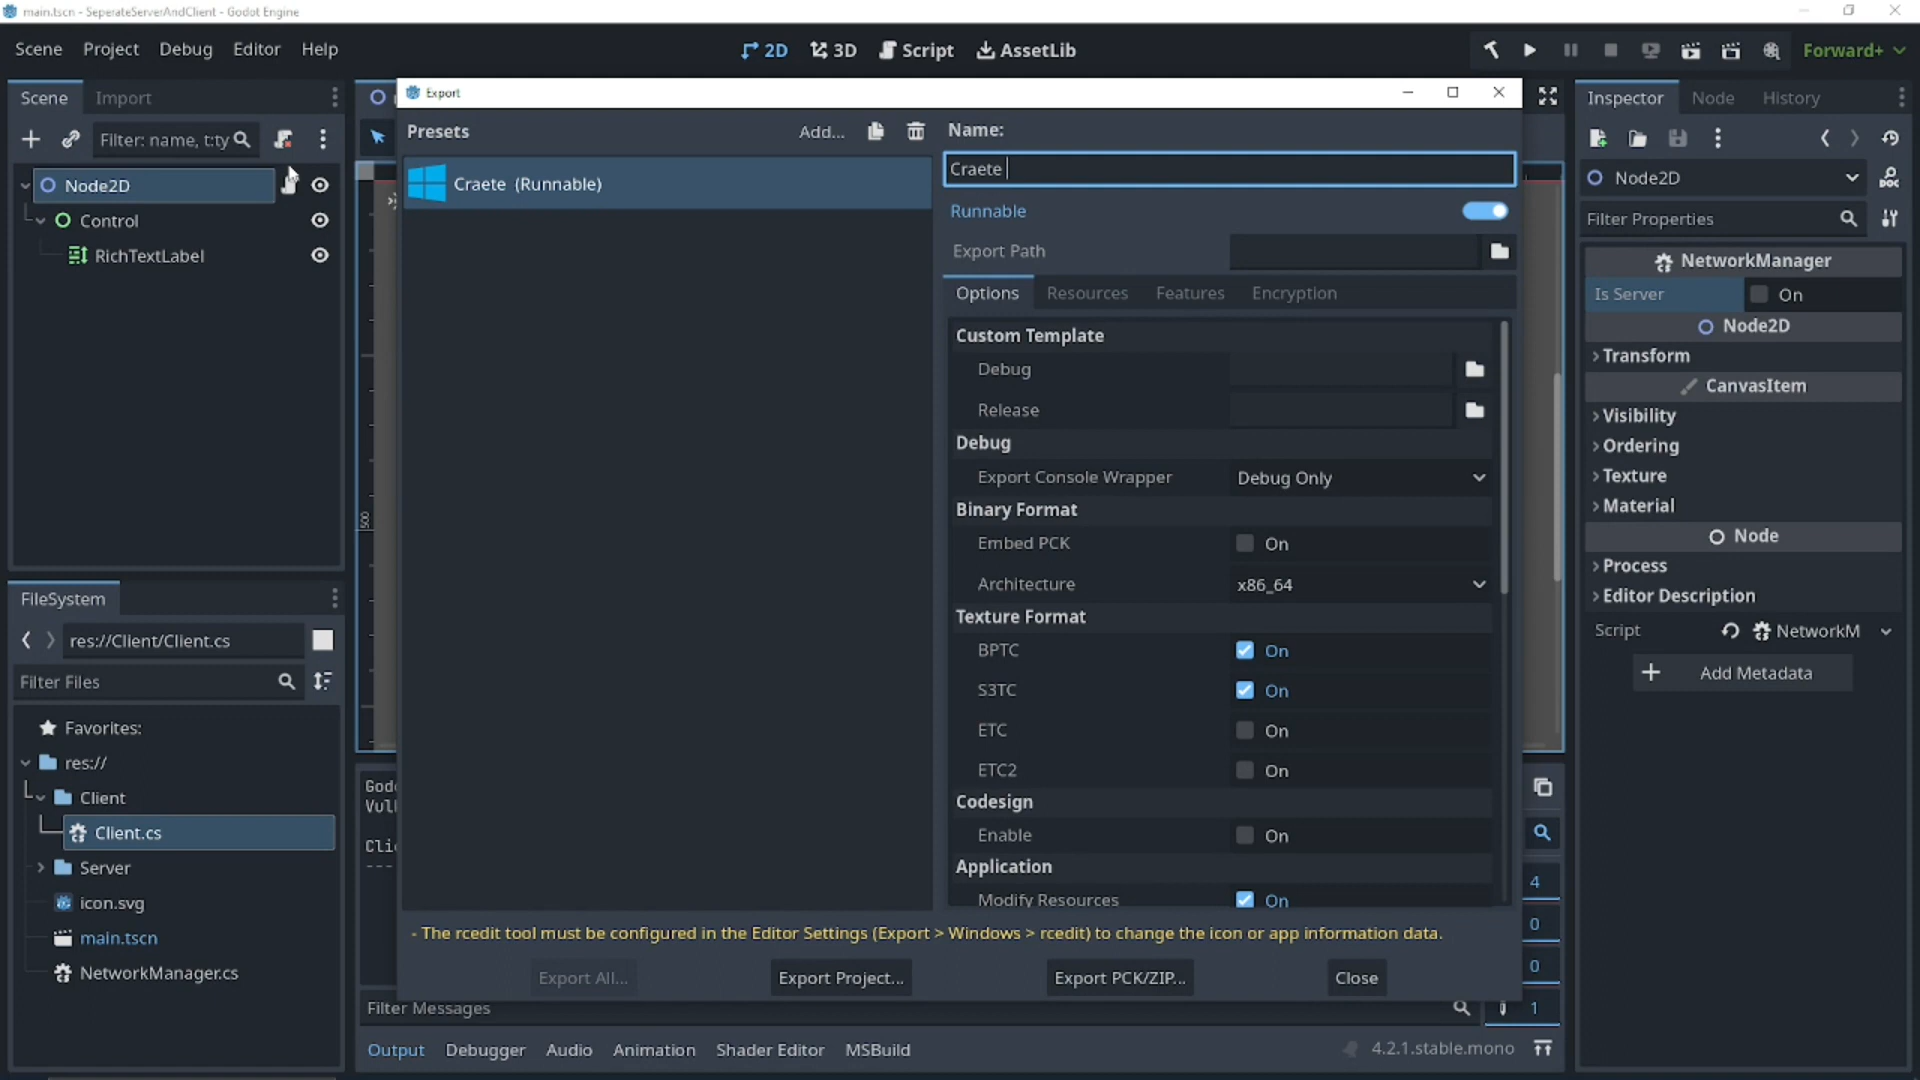 main.tscn - SeperateServerAndClient - Godot Engine
Scene Project Debug Editor Help
2D 3D Script AssetLib
Forward+
Scene Import
Filter: name, t:ty
Node2D
Control
RichTextLabel
FileSystem
res://Client/Client.cs
Filter Files
Favorites:
res://
Client
Client.cs
Server
icon.svg
main.tscn
NetworkManager.cs
500
Export
Presets
Add...
Craete (Runnable)
Name:
Craete
Runnable
Export Path
Options Resources Features Encryption
Custom Template
Debug
Release
Debug
Export Console Wrapper Debug Only
Binary Format
Embed PCK On
Architecture x86_64
Texture Format
BPTC On
S3TC On
ETC On
ETC2 On
Codesign
Enable On
Application
Modify Resources On
- The rcedit tool must be configured in the Editor Settings (Export > Windows > rcedit) to change the icon or app information data.
Export All... Export Project... Export PCK/ZIP... Close
Filter Messages
4
0
0
1
Output Debugger Audio Animation Shader Editor MSBuild
4.2.1.stable.mono
Inspector Node History
Node2D
Filter Properties
NetworkManager
Is Server On
Node2D
Transform
CanvasItem
Visibility
Ordering
Texture
Material
Node
Process
Editor Description
Script NetworkM
Add Metadata